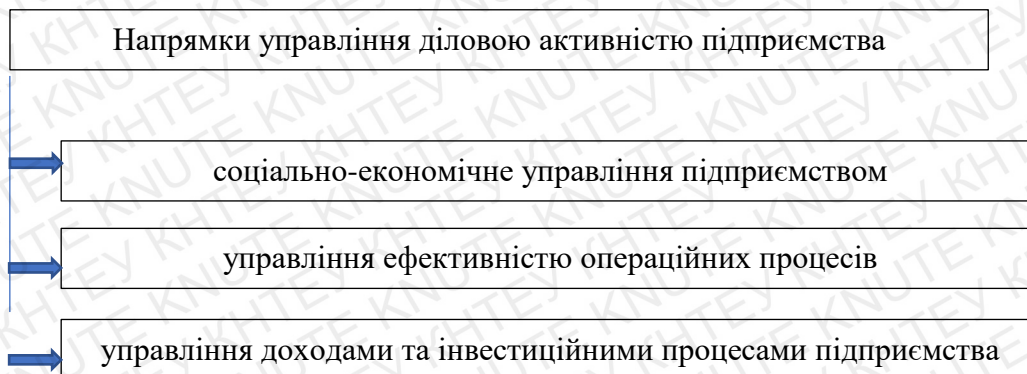 Напрямки управління діловою активністю підприємства
соціально-економічне управління підприємством
управління ефективністю операційних процесів
управління доходами та інвестиційними процесами підприємства